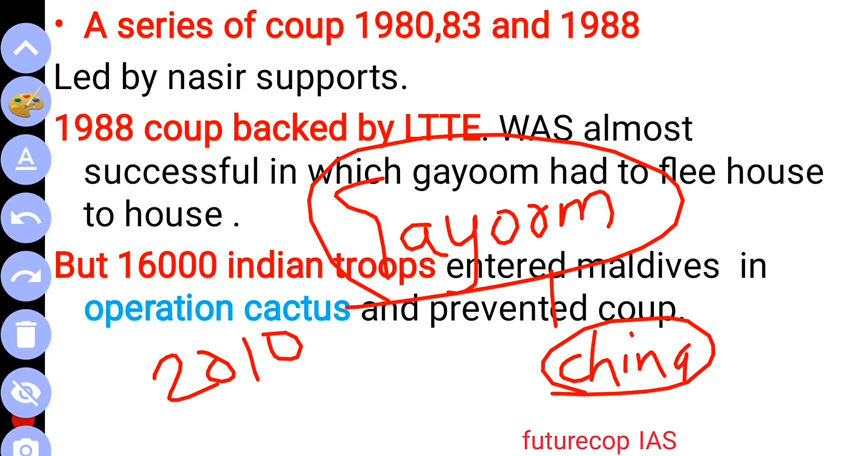 • A series of coup 1980,83 and 1988
Led by nasir supports.
1988 coup backed by LTTE. WAS almost
successful in which gayoom had to flee house
to house .
But 16000 indian troops entered maldives in
operation cactus and prevented coup.
Gayoom
2010
china
futurecop IAS